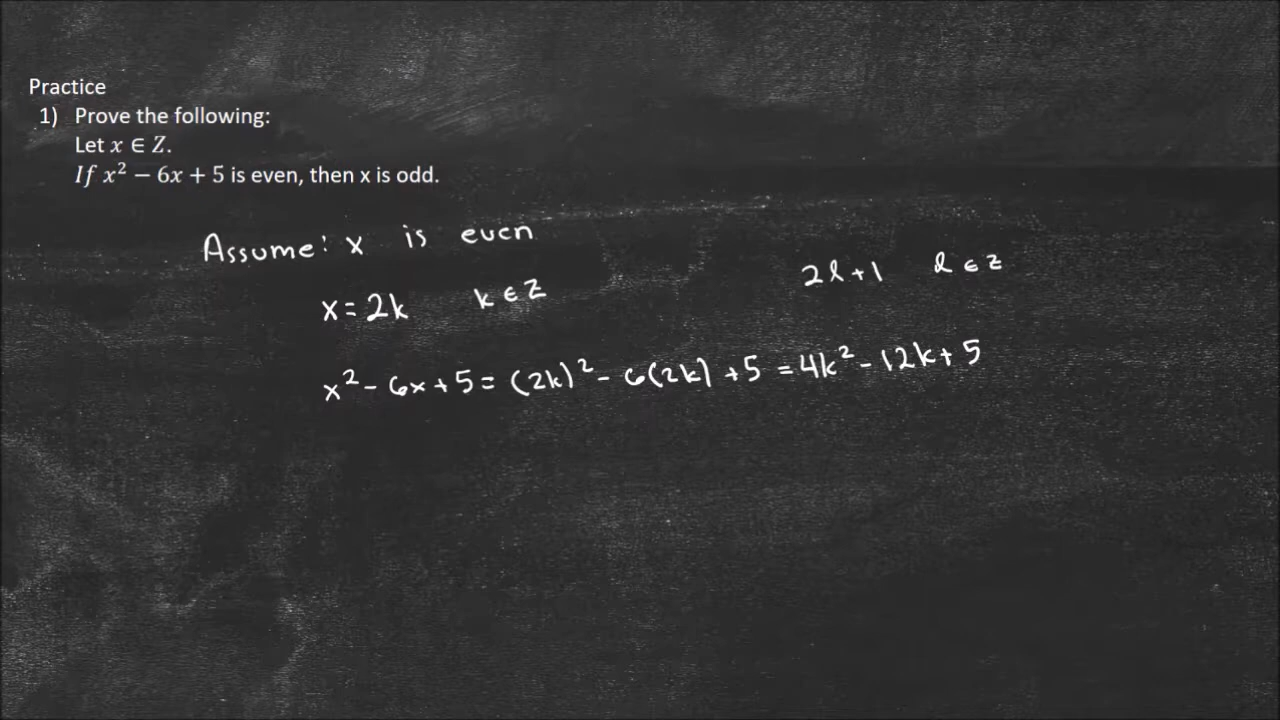 Practice
1) Prove the following:
Let x ∈ Z.
If x² − 6x + 5 is even, then x is odd.
Assume: x is even
x = 2k k ∈ Z 2l + 1 l ∈ Z
x² - 6x + 5 = (2k)² - 6(2k) + 5 = 4k² - 12k + 5